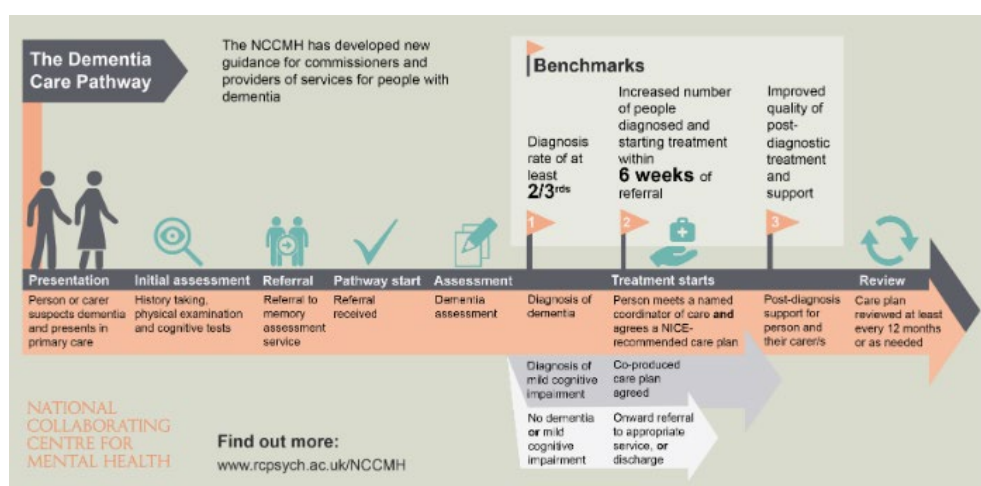 The Dementia
Care Pathway
The NCCMH has developed new
guidance for commissioners and
providers of services for people with
dementia
Benchmarks
Diagnosis
rate of at
least
2/3rds
Increased number
of people
diagnosed and
starting treatment
within
6 weeks of
referral
Improved
quality of
post-
diagnostic
treatment
and
support
1
2
3
Presentation
Initial assessment
Referral
Pathway start
Assessment
Treatment starts
Review
Person or carer
suspects dementia
and presents in
primary care
History taking,
physical examination
and cognitive tests
Referral to
memory
assessment
service
Referral
received
Dementia
assessment
Diagnosis of
dementia
Person meets a named
coordinator of care and
agrees a NICE-
recommended care plan
Post-diagnosis
support for
person and
their carer/s
Care plan
reviewed at least
every 12 months
or as needed
Diagnosis of
mild cognitive
impairment
Co-produced
care plan
agreed
No dementia
or mild
cognitive
impairment
Onward referral
to appropriate
service, or
discharge
NATIONAL
COLLABORATING
CENTRE FOR
MENTAL HEALTH
Find out more:
www.rcpsych.ac.uk/NCCMH